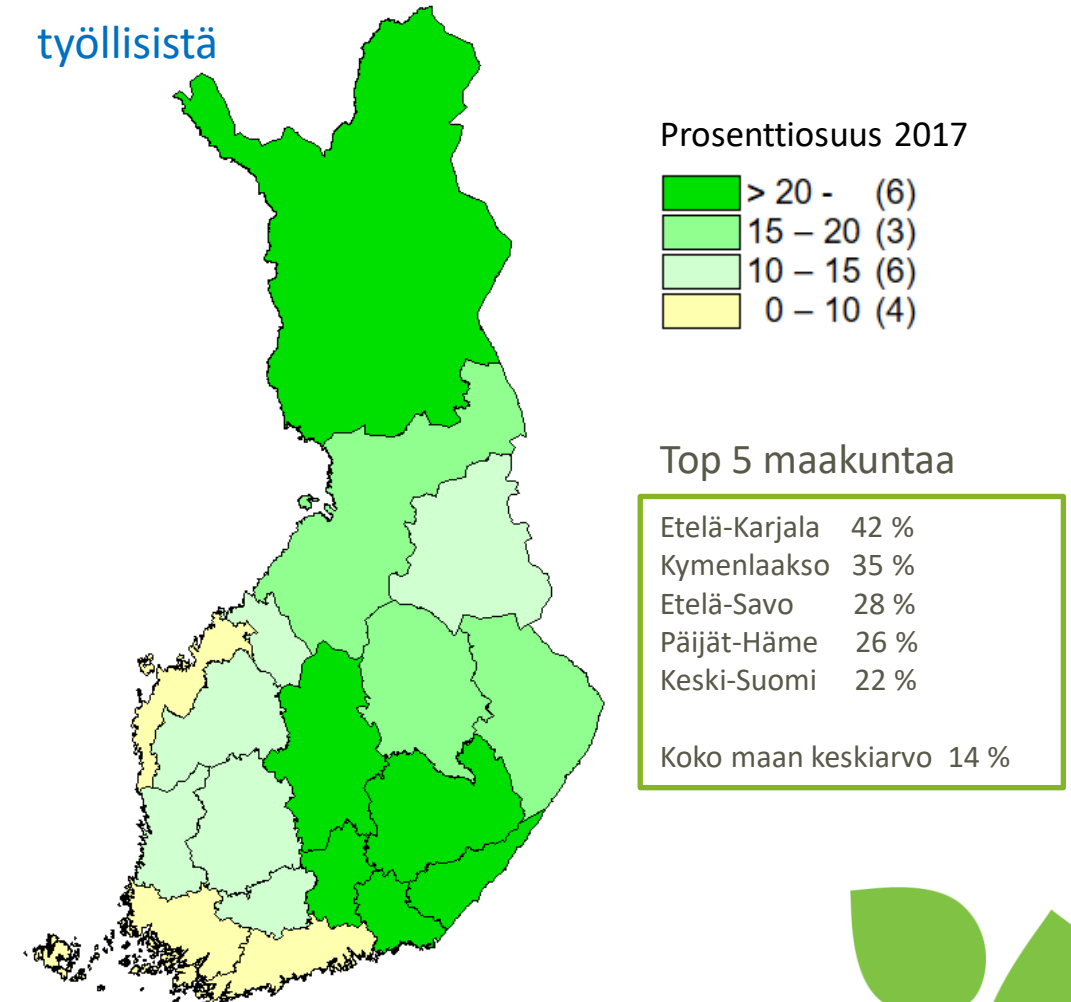 työllisistä
Prosenttiosuus 2017
> 20 - (6)
15 – 20 (3)
10 – 15 (6)
0 – 10 (4)
Top 5 maakuntaa
Etelä-Karjala 42 %
Kymenlaakso 35 %
Etelä-Savo 28 %
Päijät-Häme 26 %
Keski-Suomi 22 %
Koko maan keskiarvo 14 %